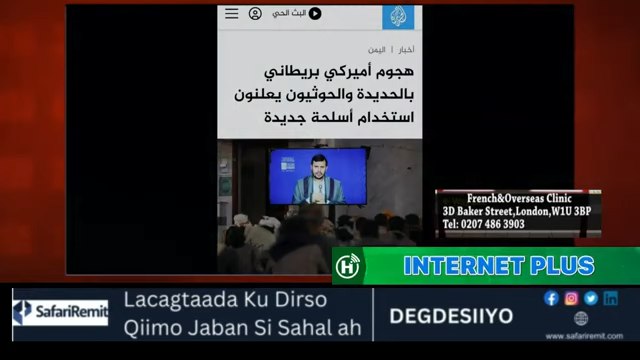 البث الحي
أخبار | اليمن
هجوم أميركي بريطاني
بالحديدة والحوثيون يعلنون
استخدام أسلحة جديدة
French&Overseas Clinic
3D Baker Street,London,W1U 3BP
Tel: 0207 486 3903
H
INTERNET PLUS
SafariRemit
Lacagtaada Ku Dirso
Qiimo Jaban Si Sahal ah
DEGDESIIYO
www.safariremit.com